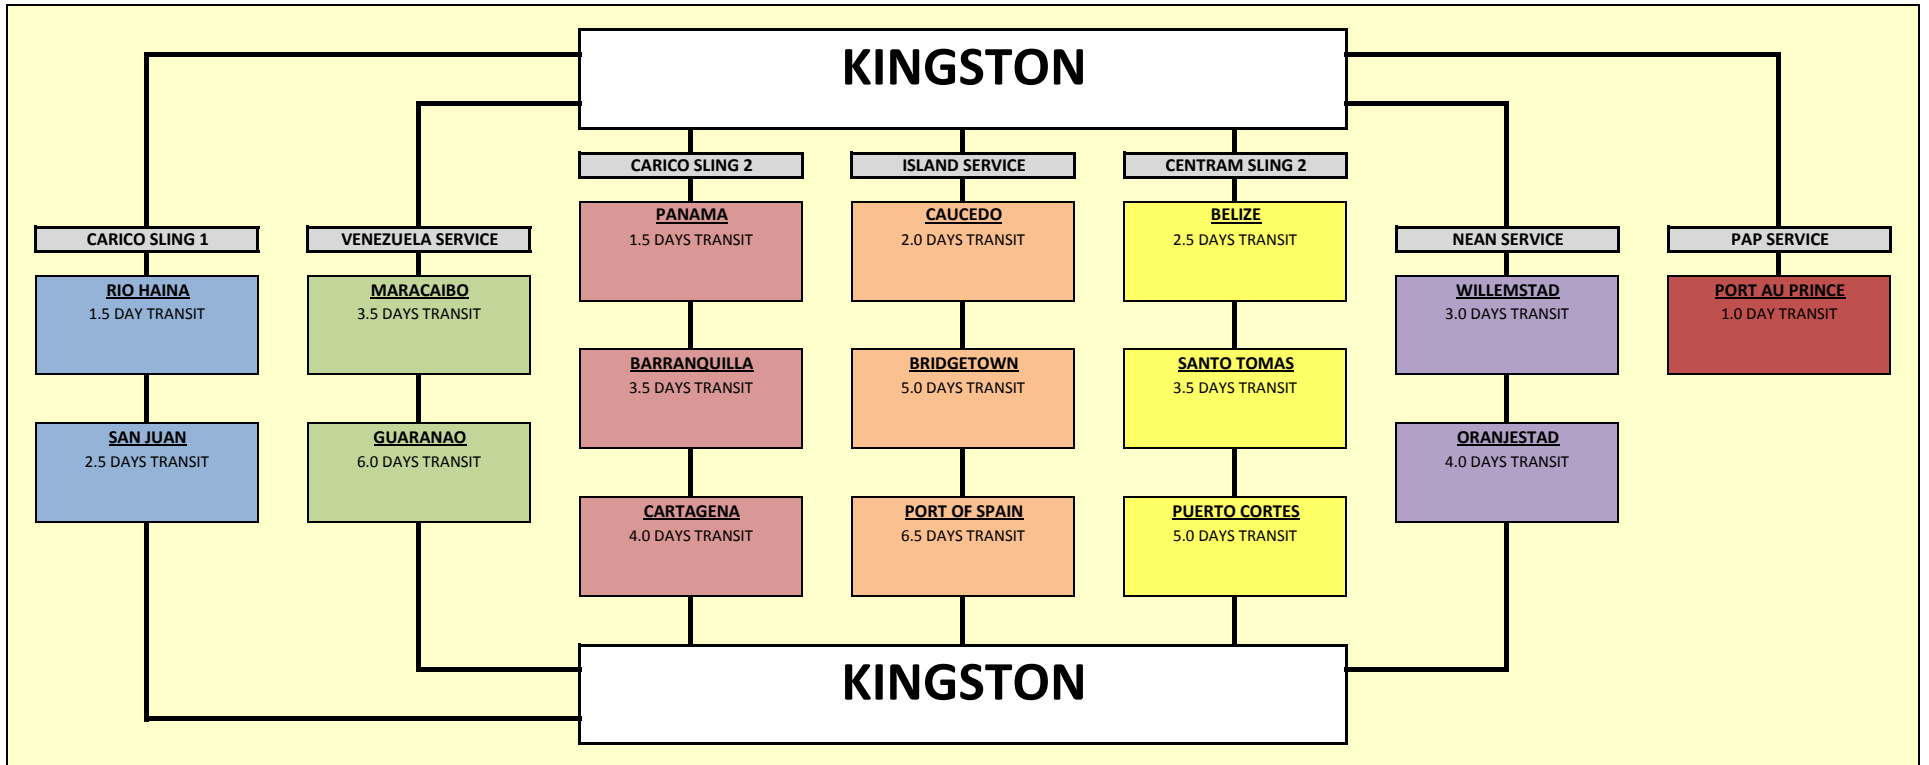 KINGSTON
CARICO SLING 1
RIO HAINA
1.5 DAY TRANSIT
SAN JUAN
2.5 DAYS TRANSIT
VENEZUELA SERVICE
MARACAIBO
3.5 DAYS TRANSIT
GUARANAO
6.0 DAYS TRANSIT
CARICO SLING 2
PANAMA
1.5 DAYS TRANSIT
BARRANQUILLA
3.5 DAYS TRANSIT
CARTAGENA
4.0 DAYS TRANSIT
ISLAND SERVICE
CAUCEDO
2.0 DAYS TRANSIT
BRIDGETOWN
5.0 DAYS TRANSIT
PORT OF SPAIN
6.5 DAYS TRANSIT
CENTRAM SLING 2
BELIZE
2.5 DAYS TRANSIT
SANTO TOMAS
3.5 DAYS TRANSIT
PUERTO CORTES
5.0 DAYS TRANSIT
NEAN SERVICE
WILLEMSTAD
3.0 DAYS TRANSIT
ORANJESTAD
4.0 DAYS TRANSIT
PAP SERVICE
PORT AU PRINCE
1.0 DAY TRANSIT
KINGSTON